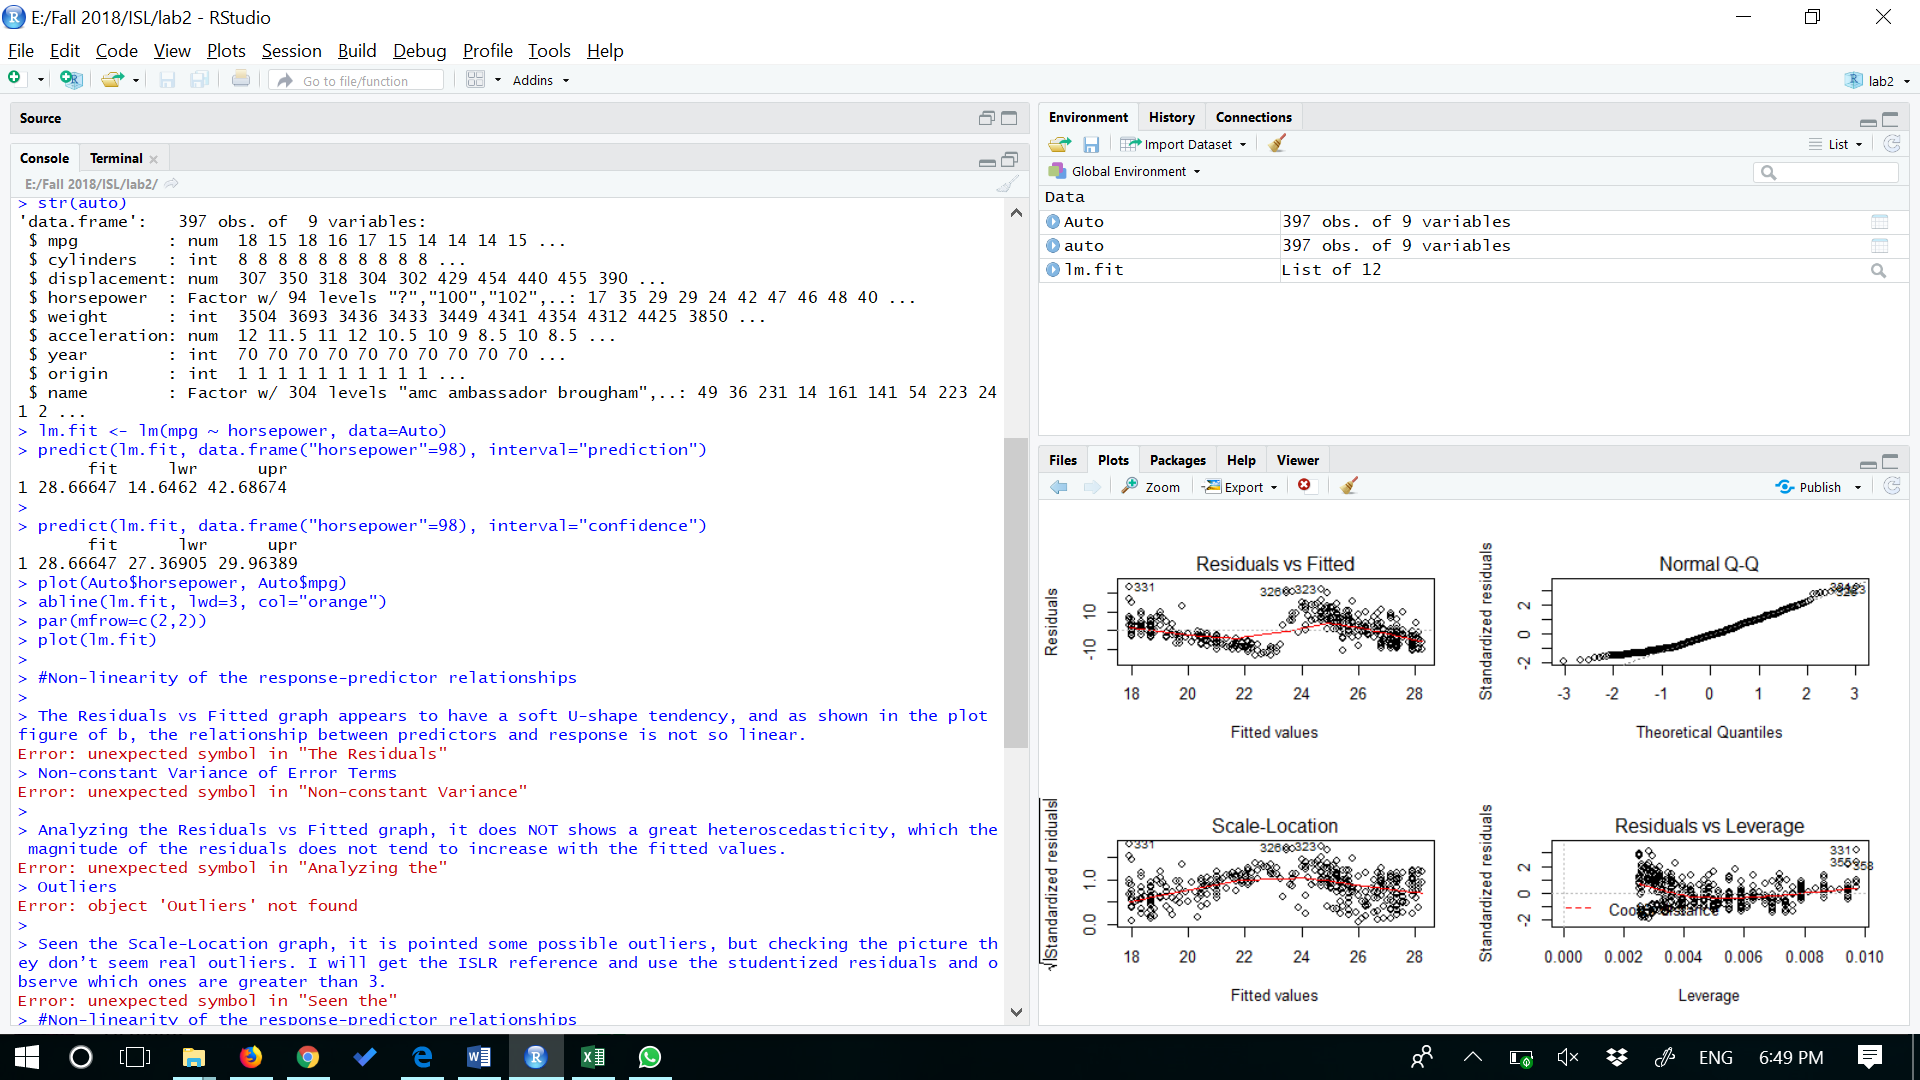 E:/Fall 2018/ISL/lab2 - RStudio
File Edit Code View Plots Session Build Debug Profile Tools Help
Go to file/function Addins lab2
Source
Console Terminal
E:/Fall 2018/ISL/lab2/
> str(auto)
'data.frame': 397 obs. of 9 variables:
$ mpg : num 18 15 18 16 17 15 14 14 14 15 ...
$ cylinders : int 8 8 8 8 8 8 8 8 8 8 ...
$ displacement: num 307 350 318 304 302 429 454 440 455 390 ...
$ horsepower : Factor w/ 94 levels "?","100","102",..: 17 35 29 29 24 42 47 46 48 40 ...
$ weight : int 3504 3693 3436 3433 3449 4341 4354 4312 4425 3850 ...
$ acceleration: num 12 11.5 11 12 10.5 10 9 8.5 10 8.5 ...
$ year : int 70 70 70 70 70 70 70 70 70 70 ...
$ origin : int 1 1 1 1 1 1 1 1 1 1 ...
$ name : Factor w/ 304 levels "amc ambassador brougham",..: 49 36 231 14 161 141 54 223 24
1 2 ...
> lm.fit <- lm(mpg ~ horsepower, data=Auto)
> predict(lm.fit, data.frame("horsepower"=98), interval="prediction")
fit lwr upr
1 28.66647 14.6462 42.68674
>
> predict(lm.fit, data.frame("horsepower"=98), interval="confidence")
fit lwr upr
1 28.66647 27.36905 29.96389
> plot(Auto$horsepower, Auto$mpg)
> abline(lm.fit, lwd=3, col="orange")
> par(mfrow=c(2,2))
> plot(lm.fit)
>
> #Non-linearity of the response-predictor relationships
>
> The Residuals vs Fitted graph appears to have a soft U-shape tendency, and as shown in the plot
figure of b, the relationship between predictors and response is not so linear.
Error: unexpected symbol in "The Residuals"
> Non-constant Variance of Error Terms
Error: unexpected symbol in "Non-constant Variance"
>
> Analyzing the Residuals vs Fitted graph, it does NOT shows a great heteroscedasticity, which the
magnitude of the residuals does not tend to increase with the fitted values.
Error: unexpected symbol in "Analyzing the"
> Outliers
Error: object 'Outliers' not found
>
> Seen the Scale-Location graph, it is pointed some possible outliers, but checking the picture th
ey don’t seem real outliers. I will get the ISLR reference and use the studentized residuals and o
bserve which ones are greater than 3.
Error: unexpected symbol in "Seen the"
> #Non-linearity of the response-predictor relationships
Environment History Connections
Import Dataset List
Global Environment
Data
Auto 397 obs. of 9 variables
auto 397 obs. of 9 variables
lm.fit List of 12
Files Plots Packages Help Viewer
Zoom Export Publish
Residuals vs Fitted
Residuals
10
-10
331
326 323
18 20 22 24 26 28
Fitted values
Normal Q-Q
Standardized residuals
2
0
-2
-3 -2 -1 0 1 2 3
Theoretical Quantiles
Scale-Location
√|Standardized residuals|
1.0
0.0
331
326 323
18 20 22 24 26 28
Fitted values
Residuals vs Leverage
Standardized residuals
2
0
-2
331
355
358
0.000 0.002 0.004 0.006 0.008 0.010
Leverage
ENG 6:49 PM